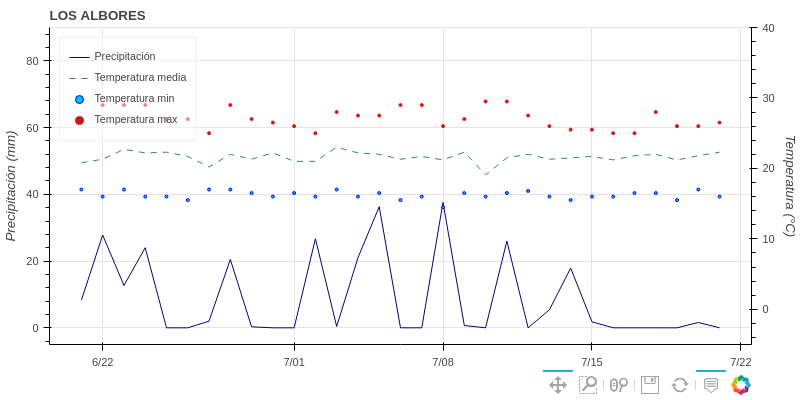 LOS ALBORES
Precipitación
Temperatura media
Temperatura min
Temperatura max
Precipitación (mm)
80
60
40
20
0
Temperatura (°C)
40
30
20
10
0
6/22
7/01
7/08
7/15
7/22